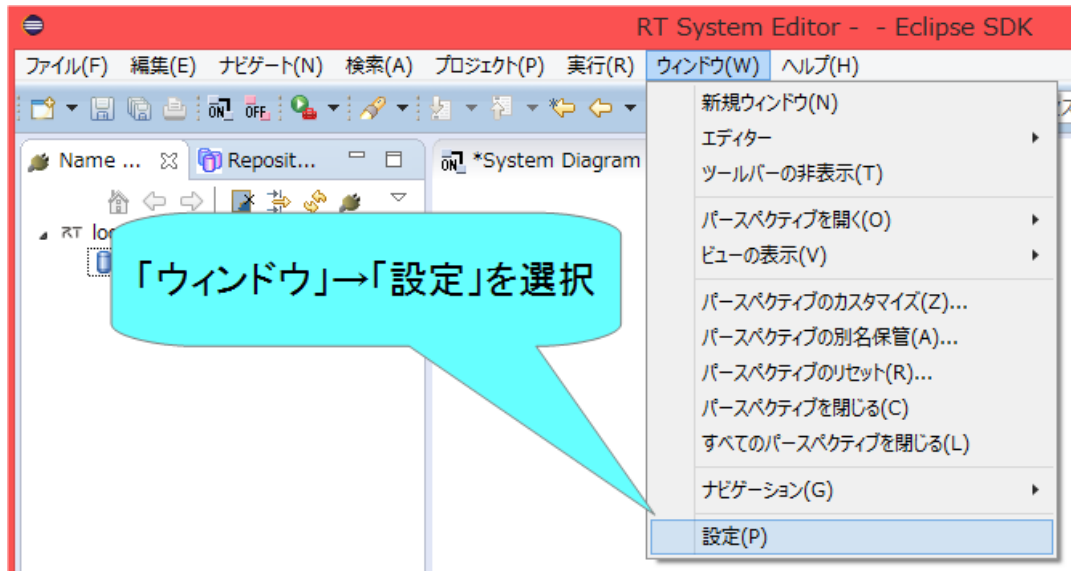 RT System Editor - - Eclipse SDK
ファイル(F) 編集(E) ナビゲート(N) 検索(A) プロジェクト(P) 実行(R) ウィンドウ(W) ヘルプ(H)
ON OFF
新規ウィンドウ(N)
エディター
ツールバーの非表示(T)
パースペクティブを開く(O)
ビューの表示(V)
パースペクティブのカスタマイズ(Z)...
パースペクティブの別名保管(A)...
パースペクティブのリセット(R)...
パースペクティブを閉じる(C)
すべてのパースペクティブを閉じる(L)
ナビゲーション(G)
設定(P)
Name ... Reposit... ON *System Diagram
RT
「ウィンドウ」→「設定」を選択